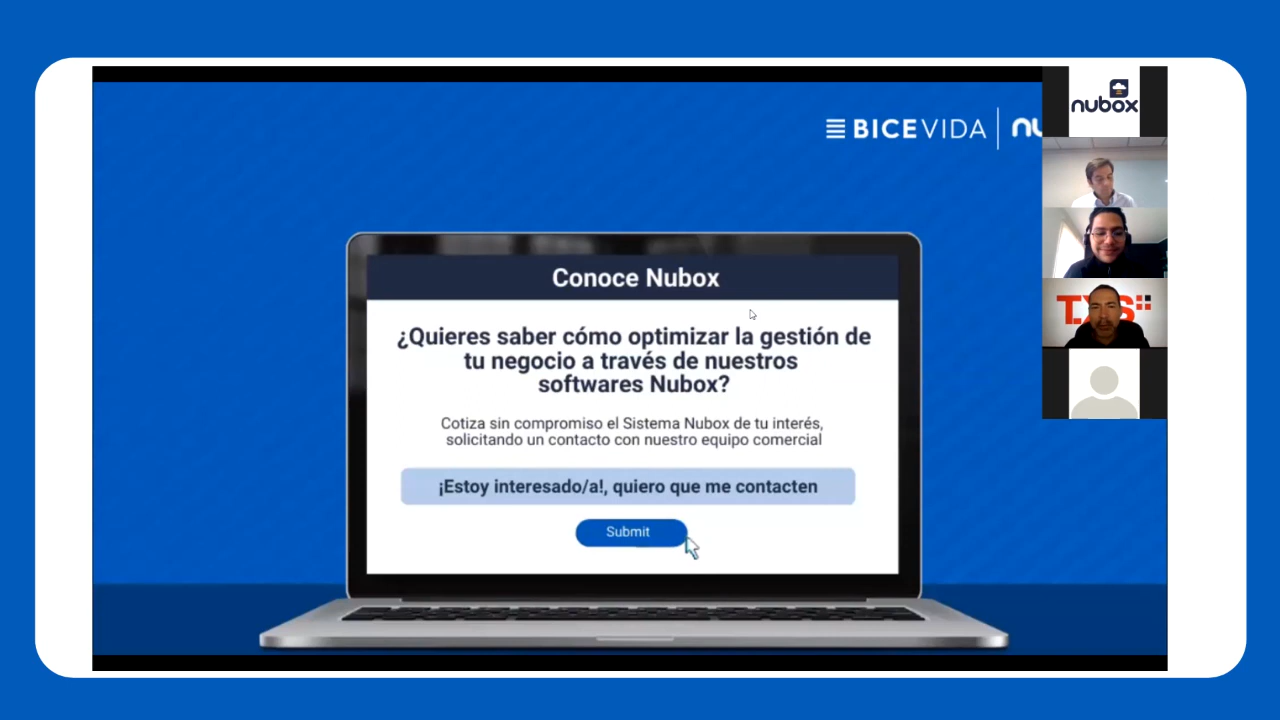 BICEVIDA
nubox
Conoce Nubox
¿Quieres saber cómo optimizar la gestión de
tu negocio a través de nuestros
softwares Nubox?
Cotiza sin compromiso el Sistema Nubox de tu interés,
solicitando un contacto con nuestro equipo comercial
¡Estoy interesado/a!, quiero que me contacten
Submit